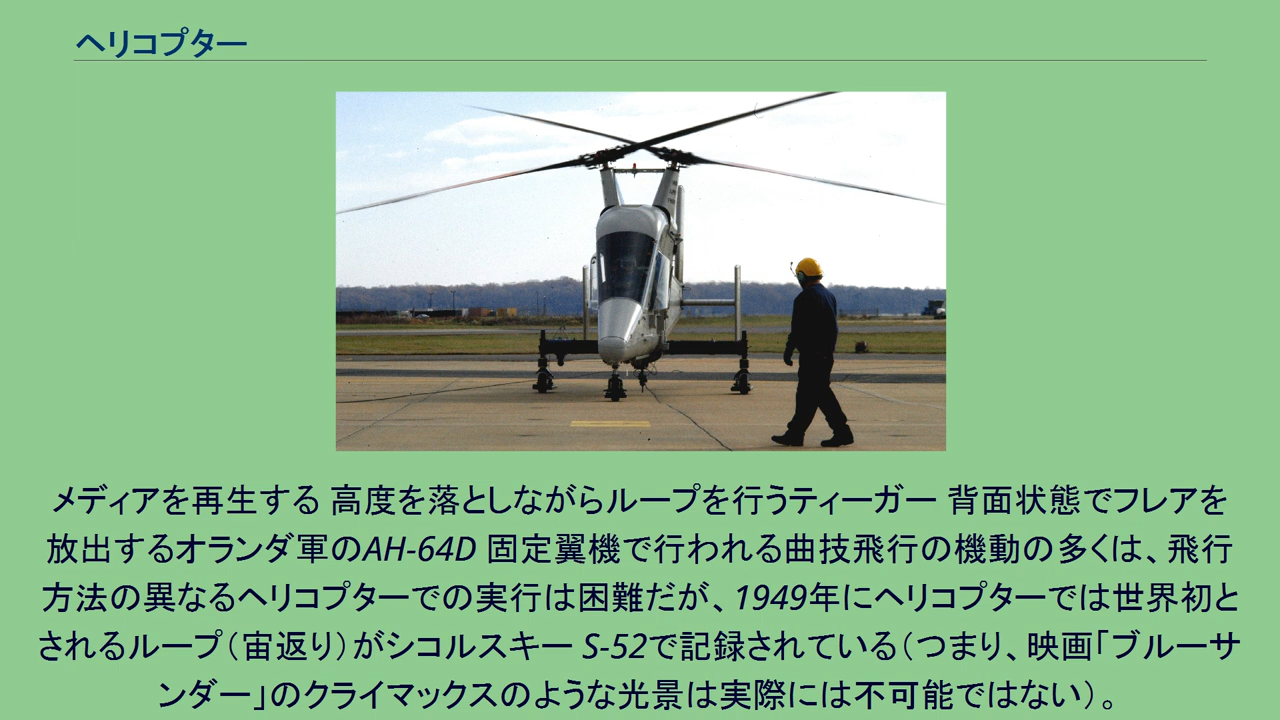 ヘリコプター
メディアを再生する 高度を落としながらループを行うティーガー 背面状態でフレアを
放出するオランダ軍のAH-64D 固定翼機で行われる曲技飛行の機動の多くは、飛行
方法の異なるヘリコプターでの実行は困難だが、1949年にヘリコプターでは世界初と
されるループ（宙返り）がシコルスキー S-52で記録されている（つまり、映画「ブルーサ
ンダー」のクライマックスのような光景は実際には不可能ではない）。